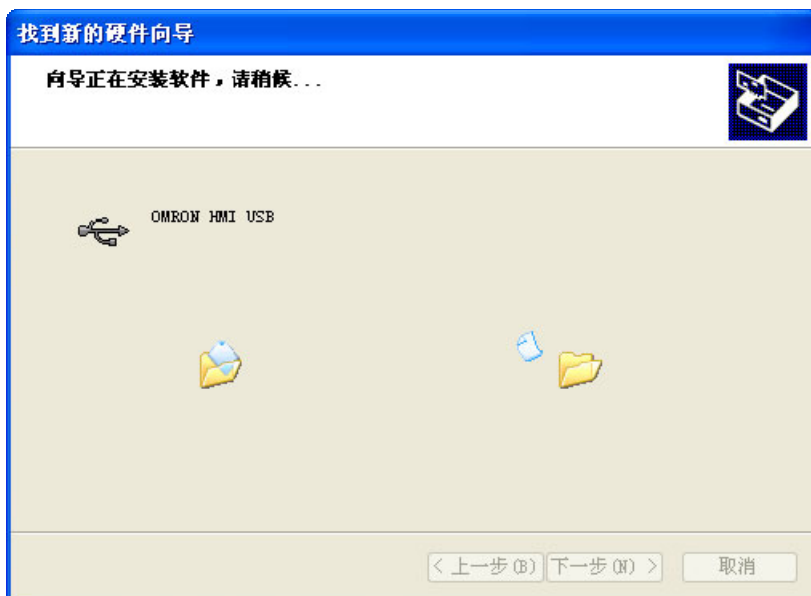 找到新的硬件向导
向导正在安装软件，请稍候...
OMRON HMI USB
< 上一步(B) 下一步(N) > 取消